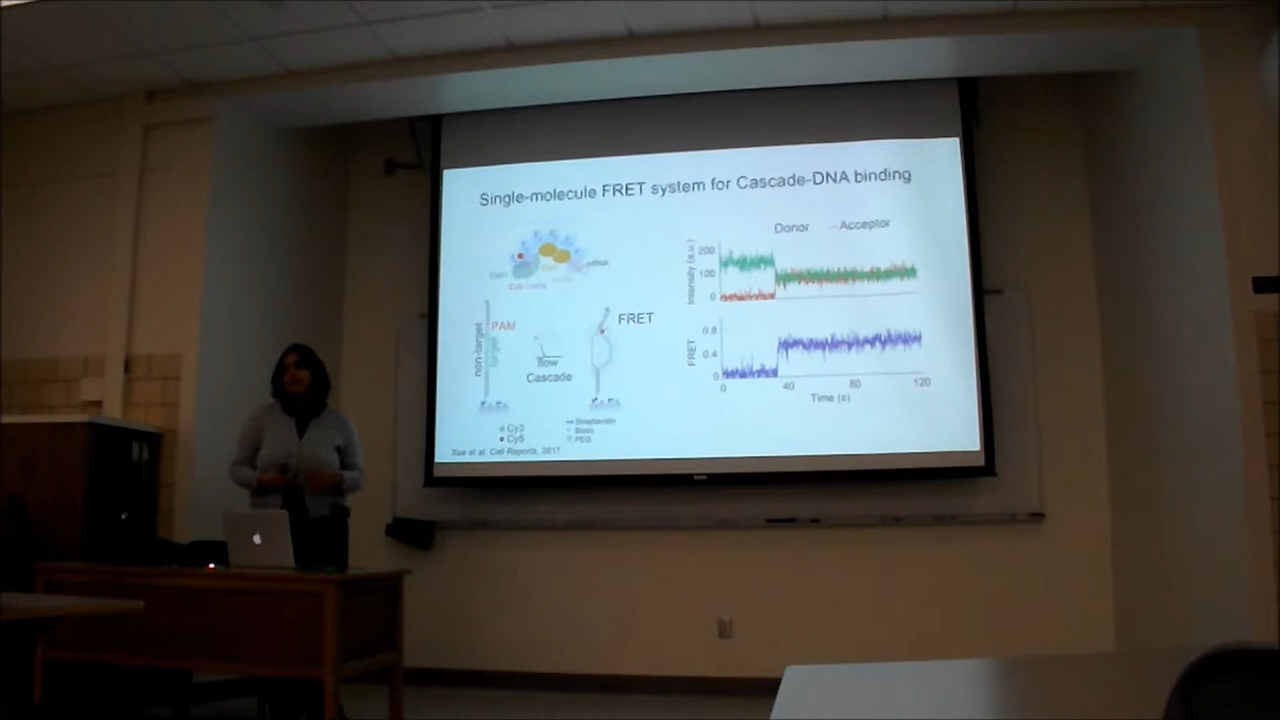 Single-molecule FRET system for Cascade-DNA binding
Donor
Acceptor
Intensity (a.u.)
200
100
0
PAM
non-target
target
flow
Cascade
FRET
FRET
0.8
0.4
0
0
40
80
120
Time (s)
Cy3
Cy5
Streptavidin
Biotin
PEG
Xue et al, Cell Reports, 2017